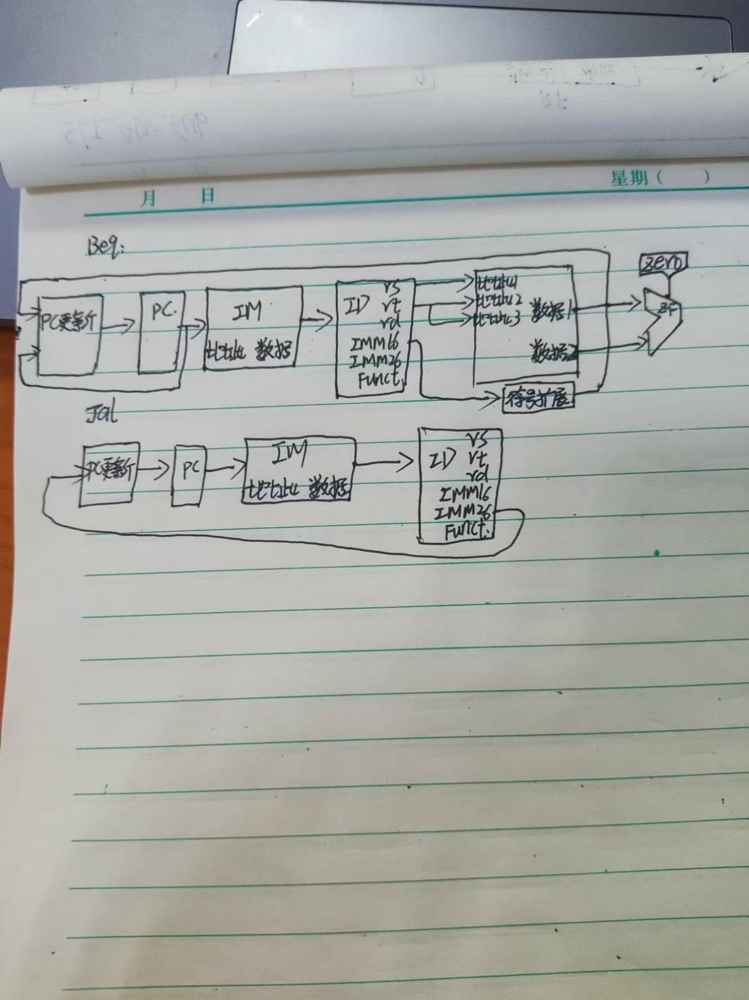 月 日 星期( )
Beq:
zero
PC更新
PC
IM
地址 数据
ID
rs
rt
rd
IMM16
IMM26
Funct
地址1
地址2
地址3
数据1
数据2
ZF
符号扩展
Jal
PC更新
PC
IM
地址 数据
ID
rs
rt
rd
IMM16
IMM26
Funct.